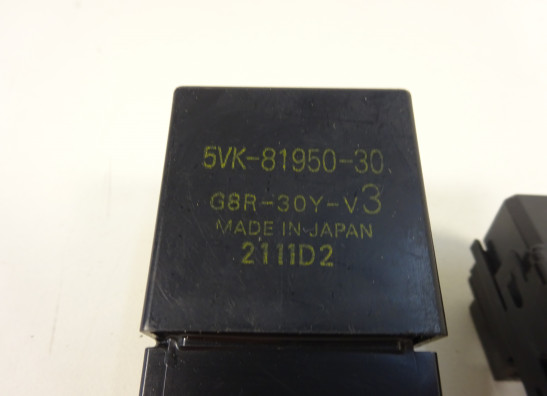 5VK-81950-30
G8R-30Y-V3
MADE IN JAPAN
2111D2